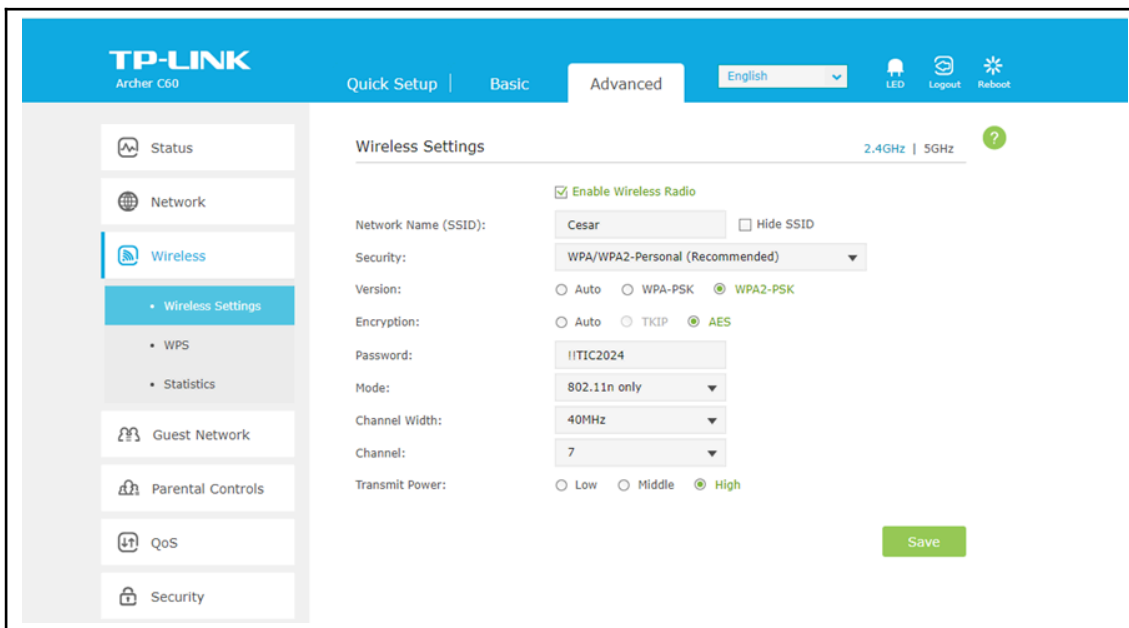 TP-LINK
Archer C60
Quick Setup | Basic Advanced English LED Logout Reboot
Status
Network
Wireless
• Wireless Settings
• WPS
• Statistics
Guest Network
Parental Controls
QoS
Security
Wireless Settings 2.4GHz | 5GHz ?
Enable Wireless Radio
Network Name (SSID): Cesar Hide SSID
Security: WPA/WPA2-Personal (Recommended)
Version: Auto WPA-PSK WPA2-PSK
Encryption: Auto TKIP AES
Password: !!TIC2024
Mode: 802.11n only
Channel Width: 40MHz
Channel: 7
Transmit Power: Low Middle High
Save